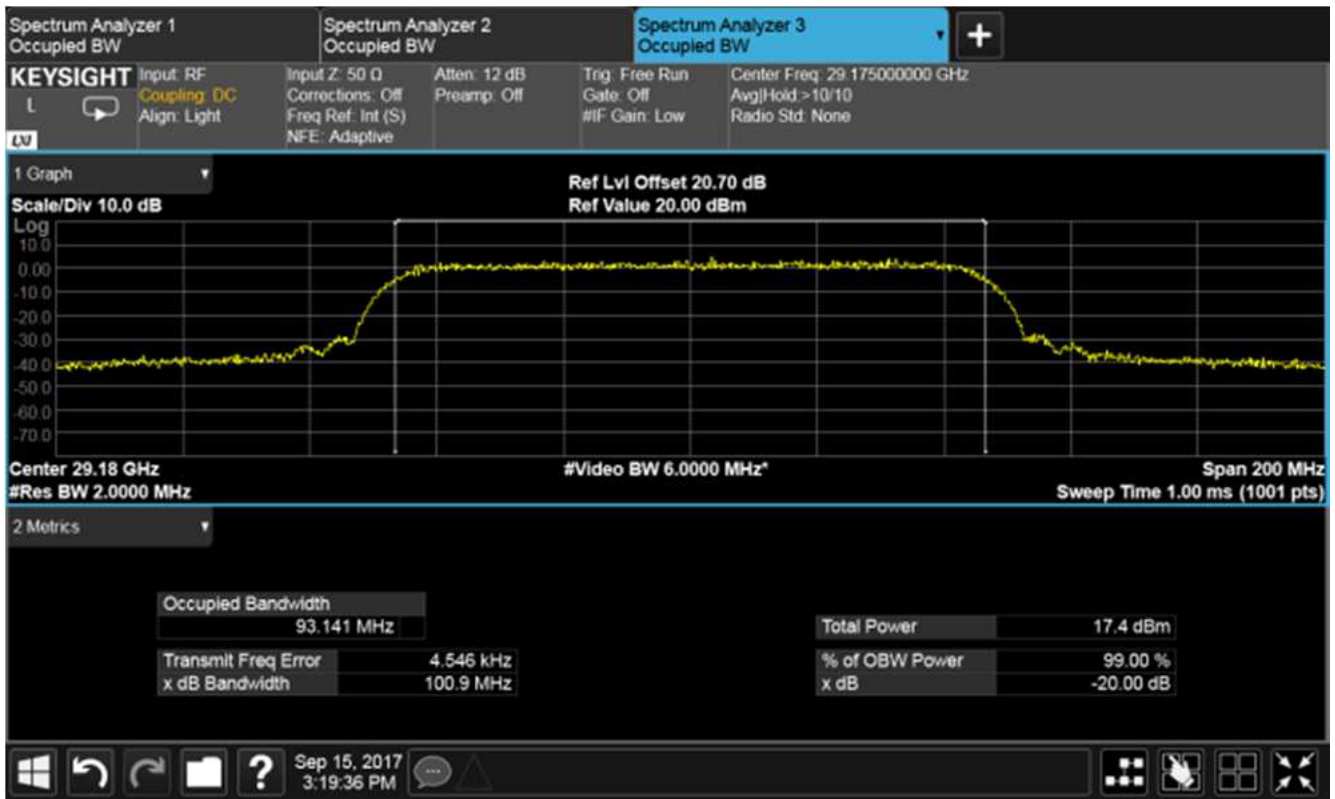 Spectrum Analyzer 1
Occupied BW
Spectrum Analyzer 2
Occupied BW
Spectrum Analyzer 3
Occupied BW
KEYSIGHT
L
LXI
Input: RF
Coupling: DC
Align: Light
Input Z: 50 Ω
Corrections: Off
Freq Ref: Int (S)
NFE: Adaptive
Atten: 12 dB
Preamp: Off
Trig: Free Run
Gate: Off
#IF Gain: Low
Center Freq: 29.175000000 GHz
Avg|Hold:>10/10
Radio Std: None
1 Graph
Scale/Div 10.0 dB
Ref Lvl Offset 20.70 dB
Ref Value 20.00 dBm
Log
10.0
0.00
-10.0
-20.0
-30.0
-40.0
-50.0
-60.0
-70.0
Center 29.18 GHz
#Video BW 6.0000 MHz*
Span 200 MHz
#Res BW 2.0000 MHz
Sweep Time 1.00 ms (1001 pts)
2 Metrics
Occupied Bandwidth
93.141 MHz
Total Power 17.4 dBm
Transmit Freq Error 4.546 kHz
% of OBW Power 99.00 %
x dB Bandwidth 100.9 MHz
x dB -20.00 dB
?
Sep 15, 2017
3:19:36 PM